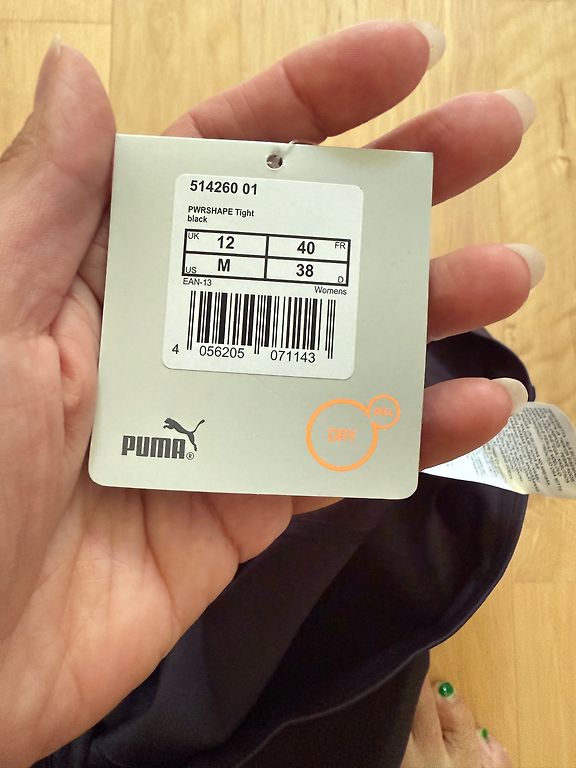 514260 01
PWRSHAPE Tight
black
UK 12 40 FR
US M 38 D
EAN-13 Womens
4 056205 071143
PUMA®
DRY CELL